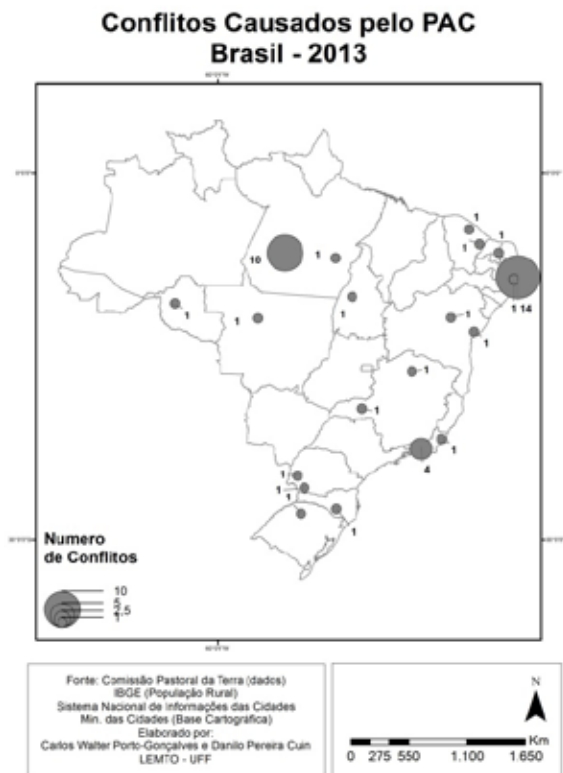 Conflitos Causados pelo PAC
Brasil - 2013
1
1
1
10
1
1 14
1
1
1
1
1
1
1
1
4
1
1
1
1
Numero
de Conflitos
10
5
2,5
1
Fonte: Comissão Pastoral da Terra (dados)
IBGE (População Rural)
Sistema Nacional de Informações das Cidades
Min. das Cidades (Base Cartográfica)
Elaborado por:
Carlos Walter Porto-Gonçalves e Danilo Pereira Cuin
LEMTO - UFF
N
Km
0 275 550 1.100 1.650